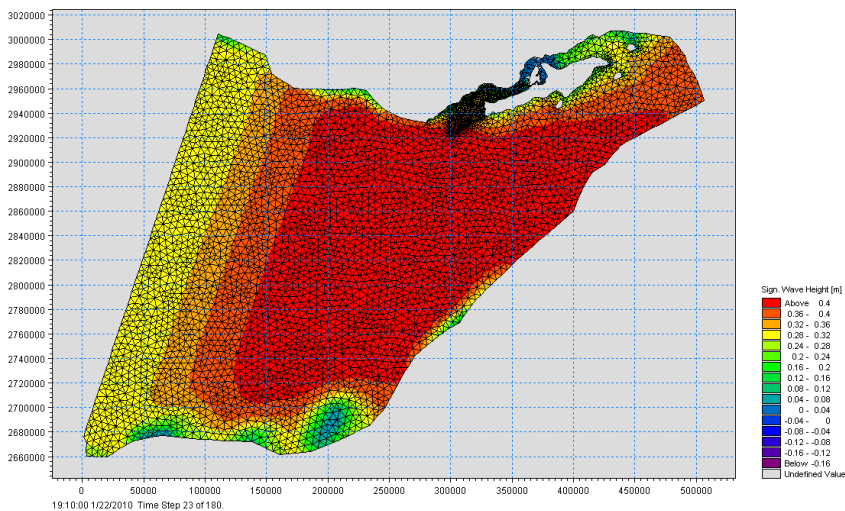 3020000
3000000
2980000
2960000
2940000
2920000
2900000
2880000
2860000
2840000
2820000
2800000
2780000
2760000
2740000
2720000
2700000
2680000
2660000
0 50000 100000 150000 200000 250000 300000 350000 400000 450000 500000
19:10:00 1/22/2010 Time Step 23 of 180.
Sign. Wave Height [m]
Above 0.4
0.36 - 0.4
0.32 - 0.36
0.28 - 0.32
0.24 - 0.28
0.2 - 0.24
0.16 - 0.2
0.12 - 0.16
0.08 - 0.12
0.04 - 0.08
0 - 0.04
-0.04 - 0
-0.08 - -0.04
-0.12 - -0.08
-0.16 - -0.12
Below -0.16
Undefined Value